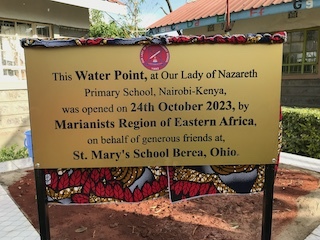 This Water Point, at Our Lady of Nazareth
Primary School, Nairobi-Kenya,
was opened on 24th October 2023, by
Marianists Region of Eastern Africa,
on behalf of generous friends at,
St. Mary's School Berea, Ohio.